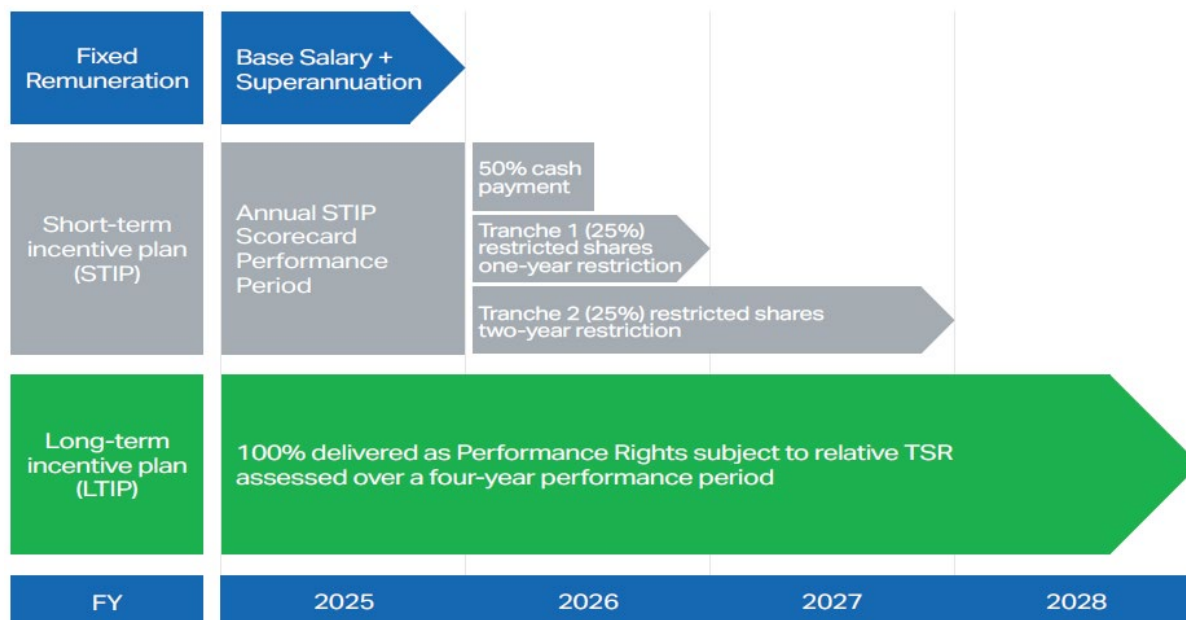 Fixed
Remuneration
Base Salary +
Superannuation
Short-term
incentive plan
(STIP)
Annual STIP
Scorecard
Performance
Period
50% cash
payment
Tranche 1 (25%)
restricted shares
one-year restriction
Tranche 2 (25%) restricted shares
two-year restriction
Long-term
incentive plan
(LTIP)
100% delivered as Performance Rights subject to relative TSR
assessed over a four-year performance period
FY 2025 2026 2027 2028